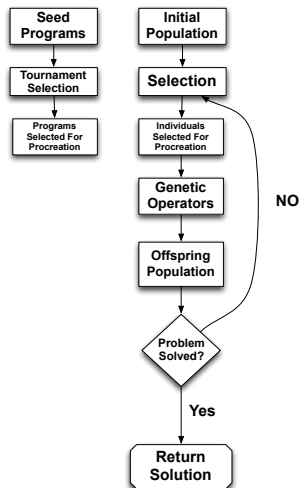 Seed
Programs
Tournament
Selection
Programs
Selected For
Procreation
Initial
Population
Selection
Individuals
Selected For
Procreation
Genetic
Operators
Offspring
Population
Problem
Solved?
NO
Yes
Return
Solution